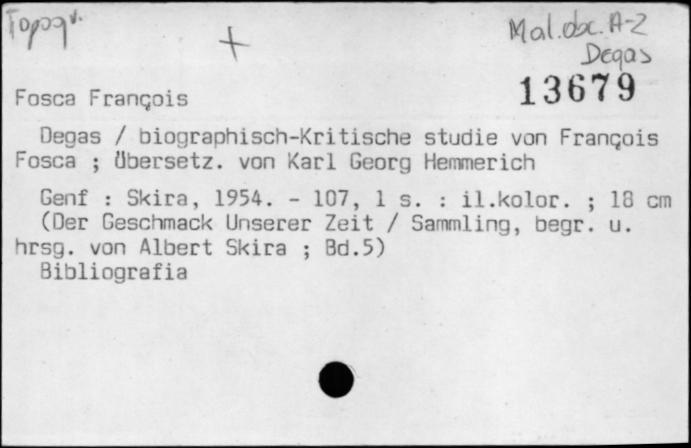 Topogr.
Mal.obc. A-Z
Degas
13679
Fosca François
Degas / biographisch-Kritische studie von François
Fosca ; Übersetz. von Karl Georg Hemmerich
Genf : Skira, 1954. - 107, 1 s. : il.kolor. ; 18 cm
(Der Geschmack Unserer Zeit / Sammling, begr. u.
hrsg. von Albert Skira ; Bd.5)
Bibliografia